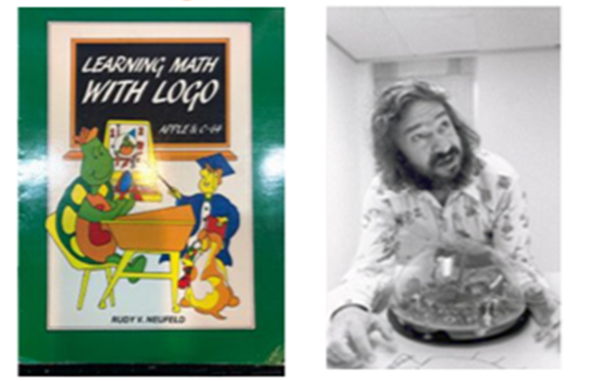 LEARNING MATH
WITH LOGO
APPLE & C-64
RUDY V. NEUFELD